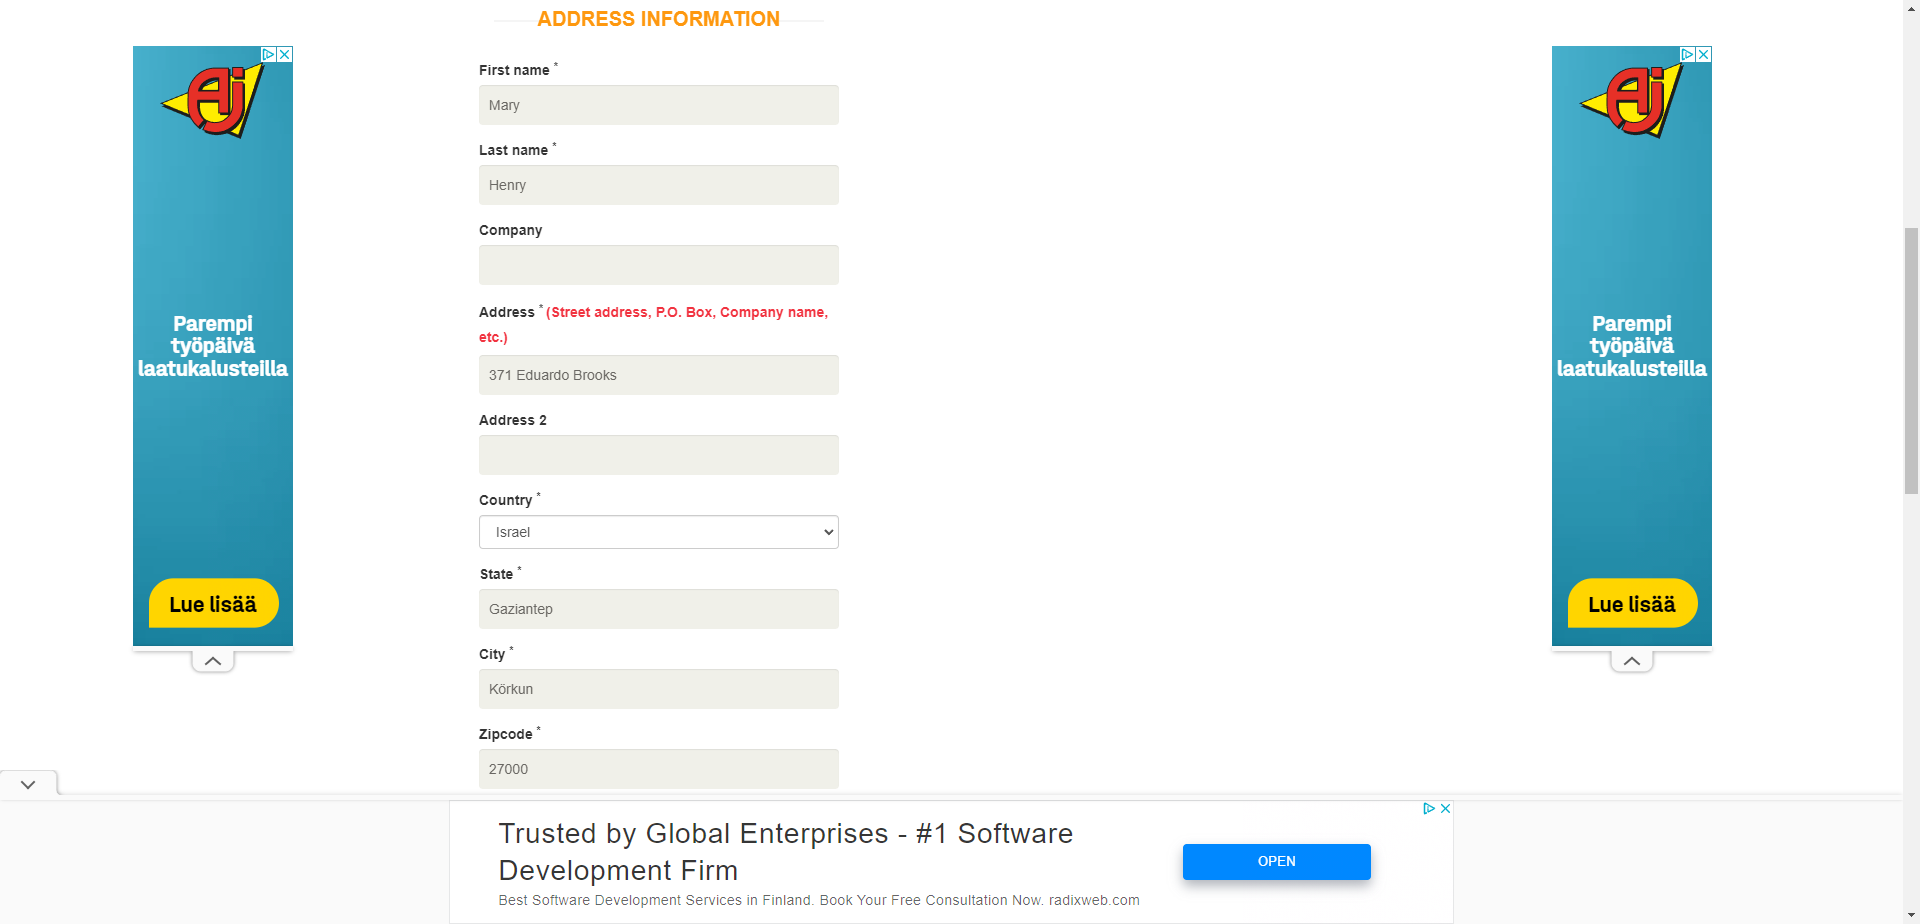 ADDRESS INFORMATION
First name *
Mary
Last name *
Henry
Company
Address * (Street address, P.O. Box, Company name,
etc.)
371 Eduardo Brooks
Address 2
Country *
Israel
State *
Gaziantep
City *
Körkun
Zipcode *
27000
Aj
Parempi
työpäivä
laatukalusteilla
Lue lisää
Aj
Parempi
työpäivä
laatukalusteilla
Lue lisää
Trusted by Global Enterprises - #1 Software
Development Firm
Best Software Development Services in Finland. Book Your Free Consultation Now. radixweb.com
OPEN